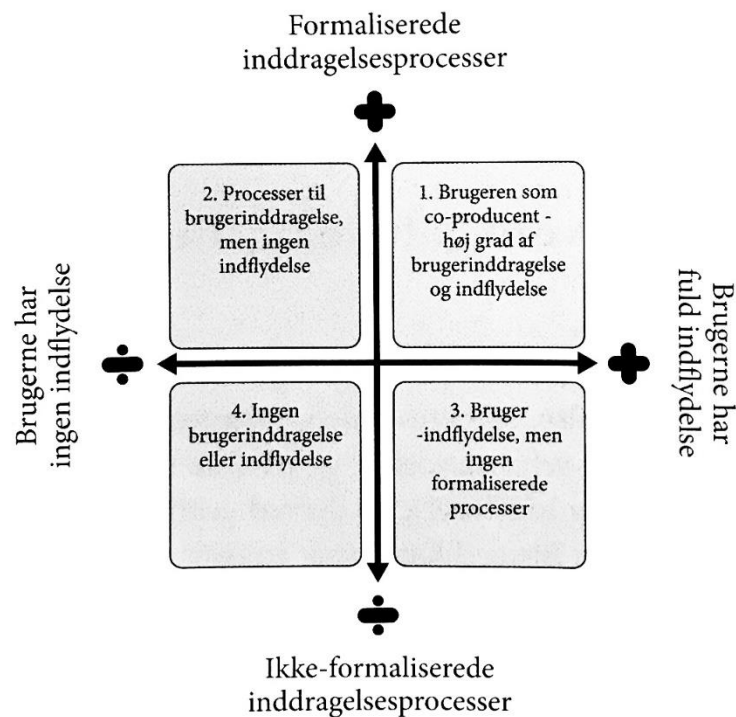 Formaliserede
inddragelsesprocesser
2. Processer til
brugerinddragelse,
men ingen
indflydelse
1. Brugeren som
co-producent -
høj grad af
brugerinddragelse
og indflydelse
Brugerne har
ingen indflydelse
Brugerne har
fuld indflydelse
4. Ingen
brugerinddragelse
eller indflydelse
3. Bruger
-indflydelse, men
ingen
formaliserede
processer
Ikke-formaliserede
inddragelsesprocesser